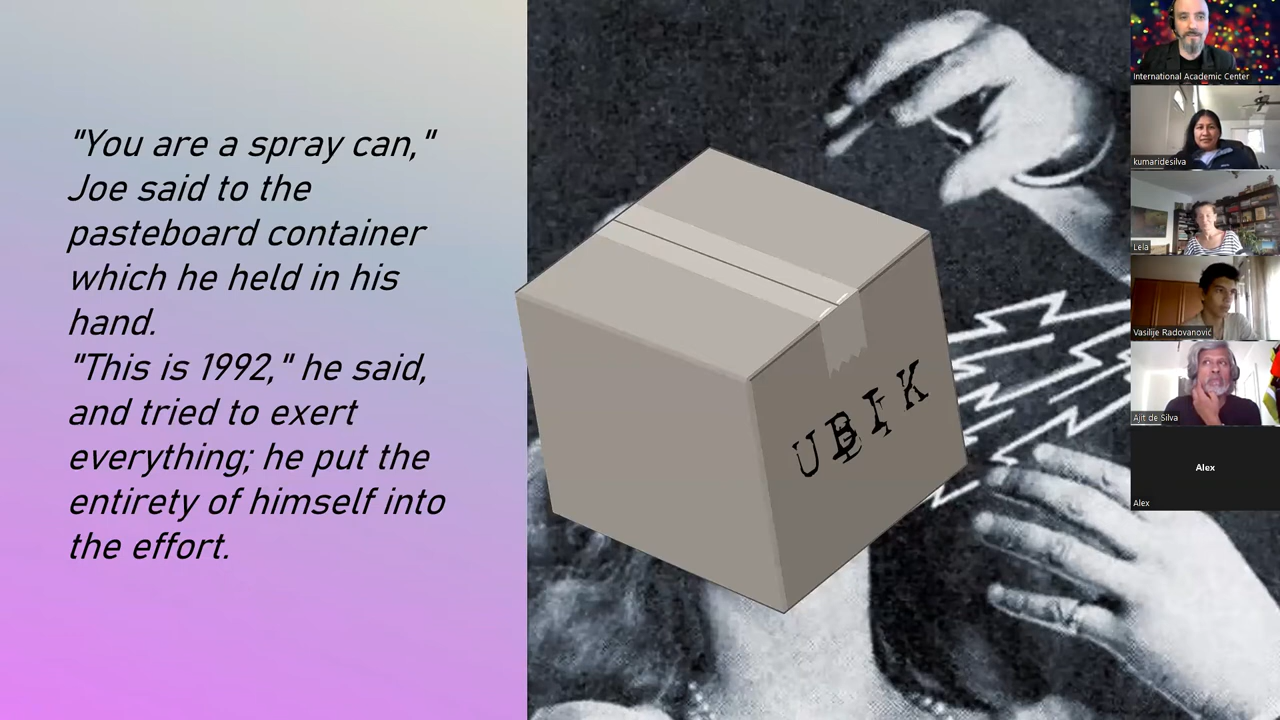 "You are a spray can,"
Joe said to the
pasteboard container
which he held in his
hand.
"This is 1992," he said,
and tried to exert
everything; he put the
entirety of himself into
the effort.
UBIK
International Academic Center
kumaridesilva
Lela
Vasilije Radovanović
Ajit de Silva
Alex
Alex